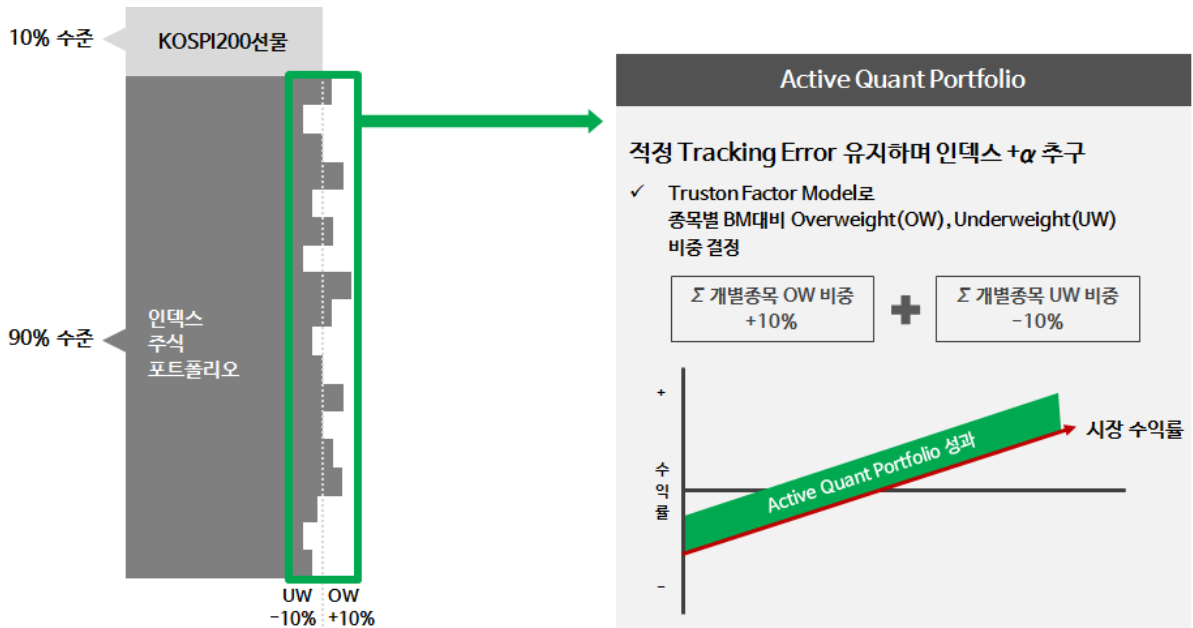 10% 수준
KOSPI200선물
90% 수준
인덱스
주식
포트폴리오
UW OW
-10% +10%
Active Quant Portfolio
적정 Tracking Error 유지하며 인덱스 +α 추구
✓ Truston Factor Model로
종목별 BM대비 Overweight(OW), Underweight(UW)
비중 결정
Σ 개별종목 OW 비중
+10%
Σ 개별종목 UW 비중
-10%
+
수
익
률
-
Active Quant Portfolio 성과
시장 수익률